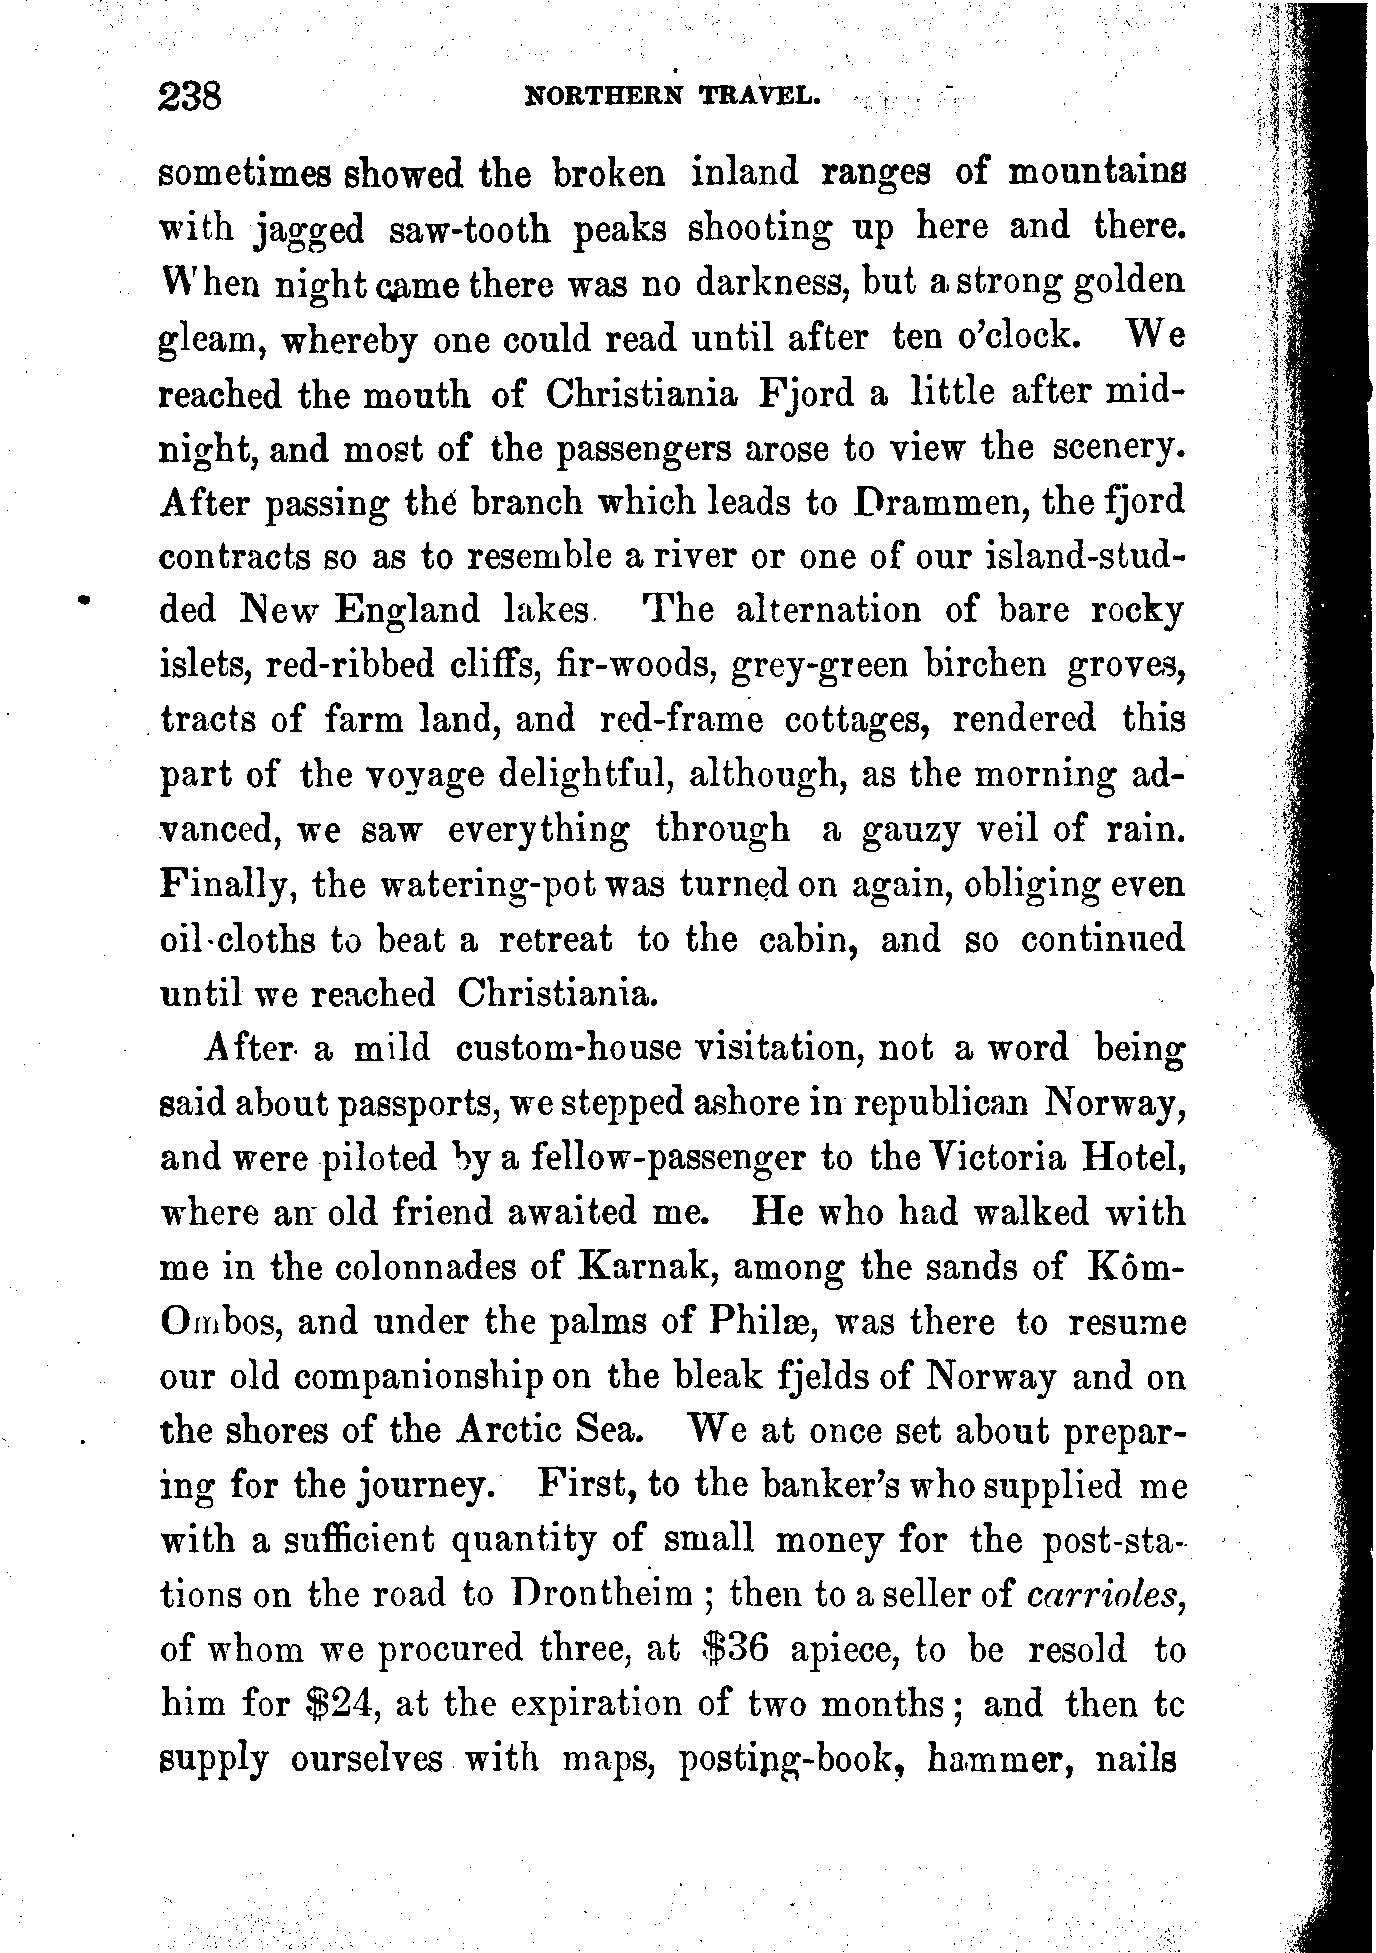 238 NORTHERN TRAVEL.
sometimes showed the broken inland ranges of mountains
with jagged saw-tooth peaks shooting up here and there.
When night came there was no darkness, but a strong golden
gleam, whereby one could read until after ten o'clock. We
reached the mouth of Christiania Fjord a little after mid-
night, and most of the passengers arose to view the scenery.
After passing the branch which leads to Drammen, the fjord
contracts so as to resemble a river or one of our island-stud-
ded New England lakes. The alternation of bare rocky
islets, red-ribbed cliffs, fir-woods, grey-green birchen groves,
tracts of farm land, and red-frame cottages, rendered this
part of the voyage delightful, although, as the morning ad-
vanced, we saw everything through a gauzy veil of rain.
Finally, the watering-pot was turned on again, obliging even
oil-cloths to beat a retreat to the cabin, and so continued
until we reached Christiania.
After a mild custom-house visitation, not a word being
said about passports, we stepped ashore in republican Norway,
and were piloted by a fellow-passenger to the Victoria Hotel,
where an old friend awaited me. He who had walked with
me in the colonnades of Karnak, among the sands of Kôm-
Ombos, and under the palms of Philæ, was there to resume
our old companionship on the bleak fjelds of Norway and on
the shores of the Arctic Sea. We at once set about prepar-
ing for the journey. First, to the banker's who supplied me
with a sufficient quantity of small money for the post-sta-
tions on the road to Drontheim ; then to a seller of carrioles,
of whom we procured three, at $36 apiece, to be resold to
him for $24, at the expiration of two months ; and then to
supply ourselves with maps, posting-book, hammer, nails